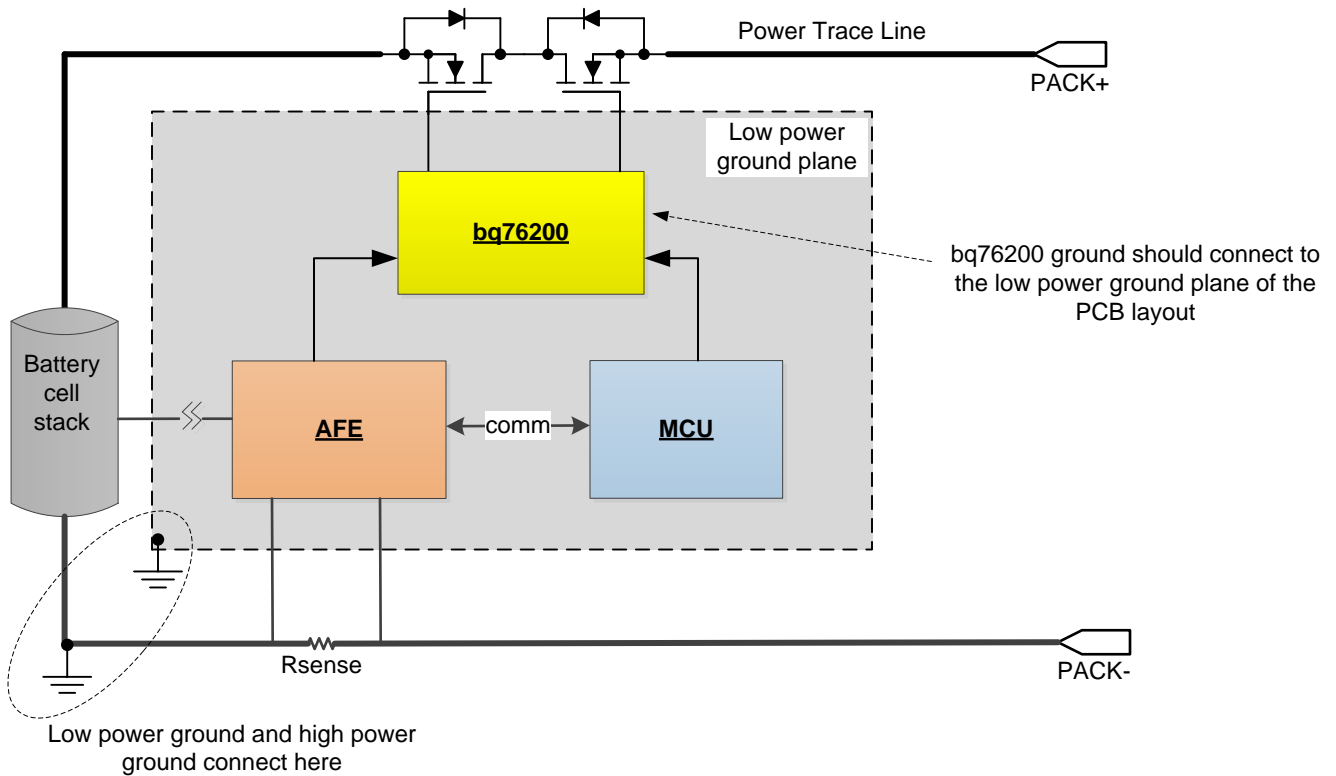 Power Trace Line
PACK+
Low power
ground plane
bq76200
bq76200 ground should connect to
the low power ground plane of the
PCB layout
Battery
cell
stack
AFE
comm
MCU
Rsense
PACK-
Low power ground and high power
ground connect here